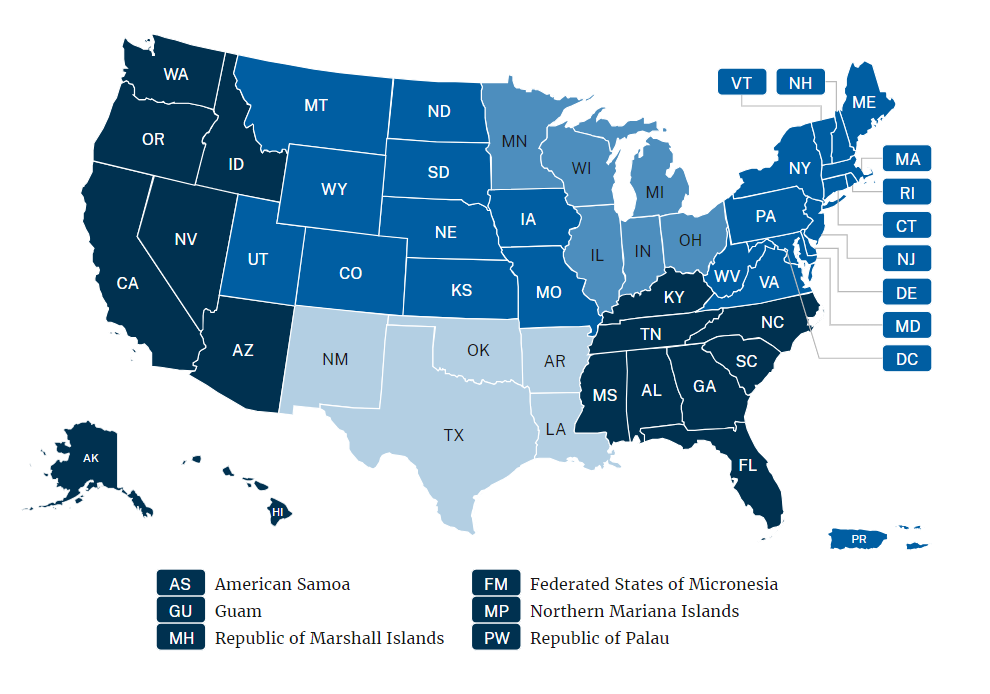 VT
NH
WA
ME
MT
ND
OR
MN
MA
ID
WI
NY
SD
WY
MI
RI
IA
PA
CT
NE
NV
OH
IN
IL
UT
NJ
CO
WV
VA
CA
KS
MO
DE
KY
NC
MD
TN
AZ
OK
NM
AR
SC
DC
GA
AL
MS
LA
TX
AK
FL
HI
PR
AS American Samoa
FM Federated States of Micronesia
GU Guam
MP Northern Mariana Islands
MH Republic of Marshall Islands
PW Republic of Palau